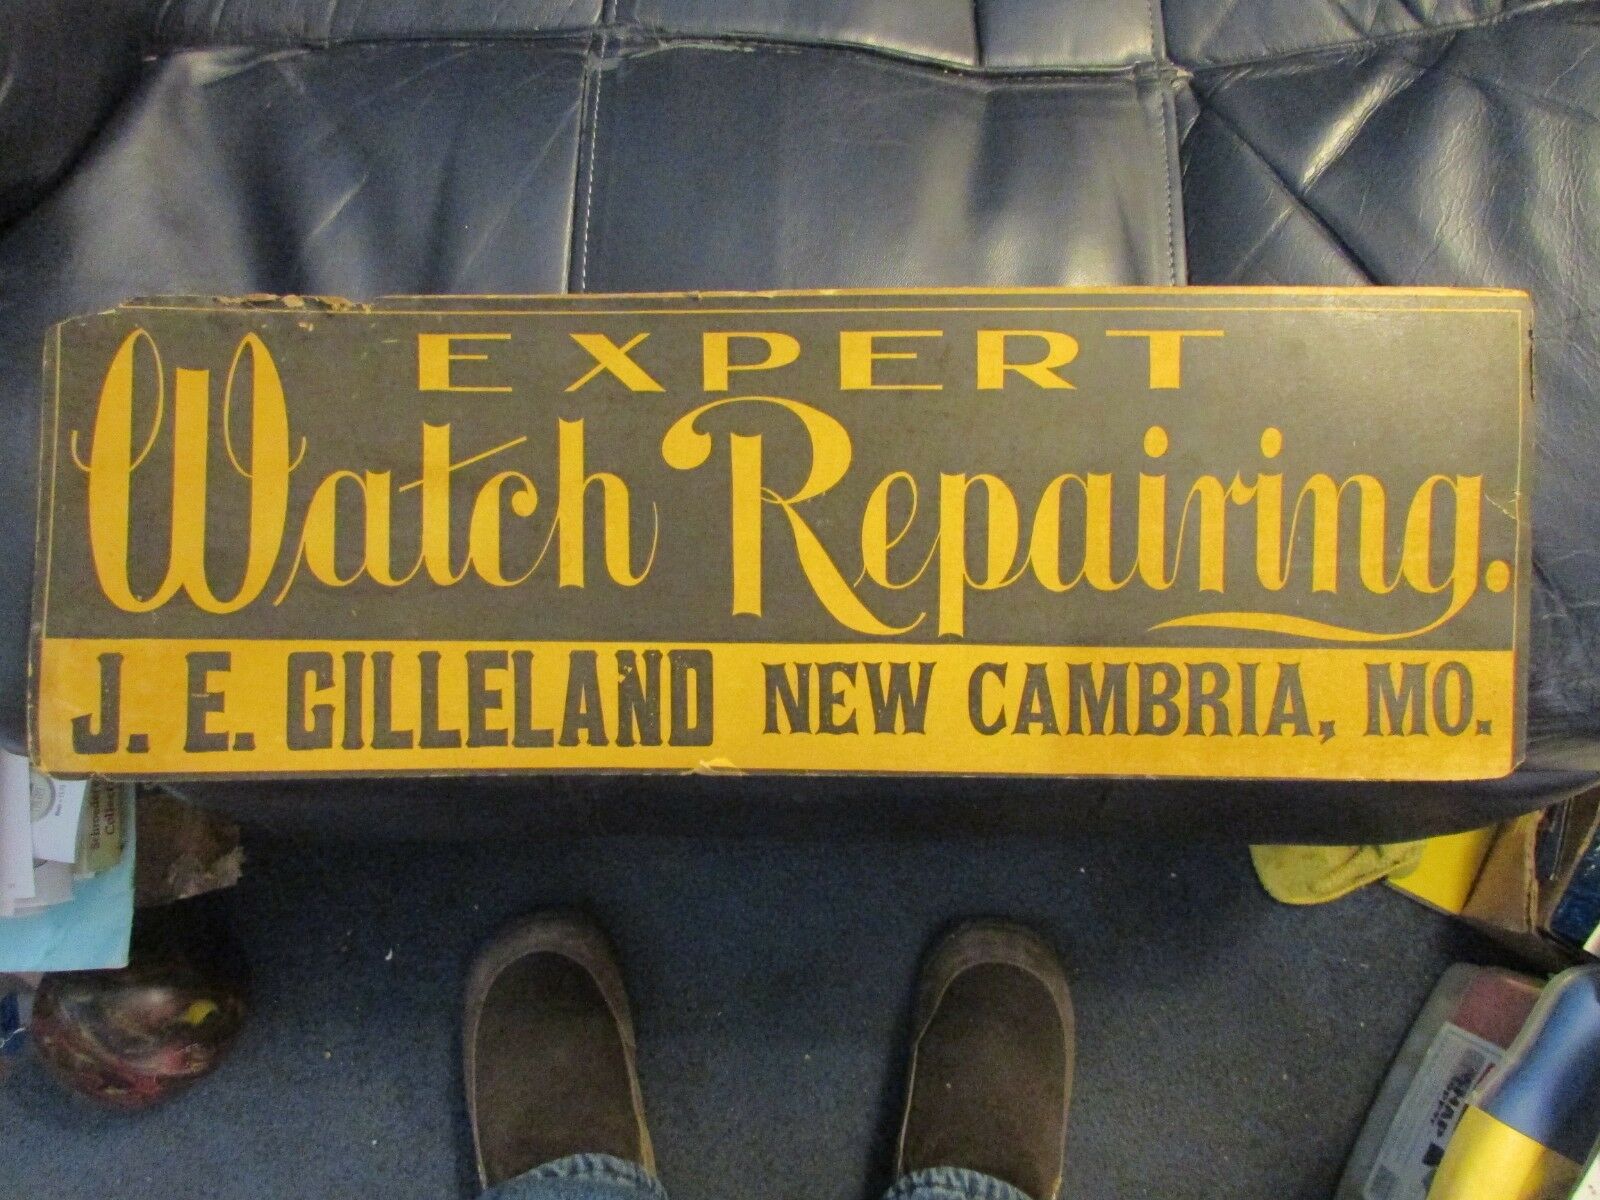 EXPERT
Watch Repairing.
J. E. GILLELAND NEW CAMBRIA, MO.